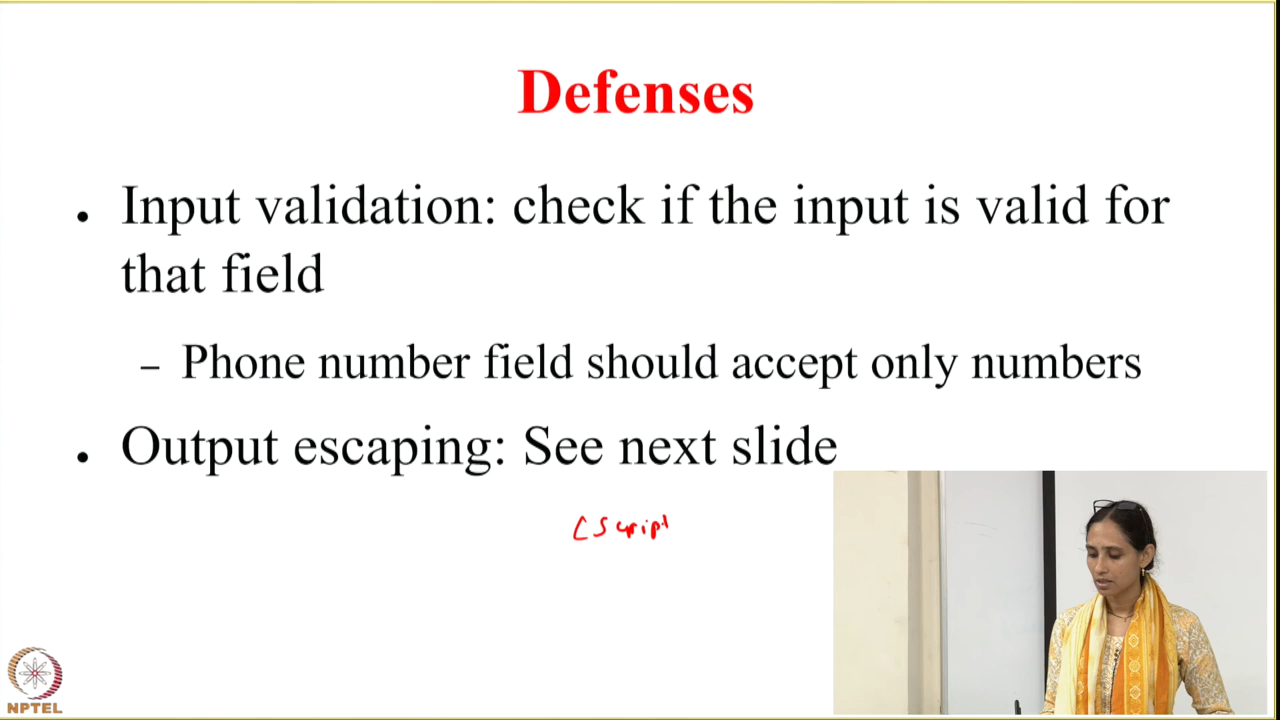 Defenses
• Input validation: check if the input is valid for
that field
– Phone number field should accept only numbers
• Output escaping: See next slide
<script
NPTEL